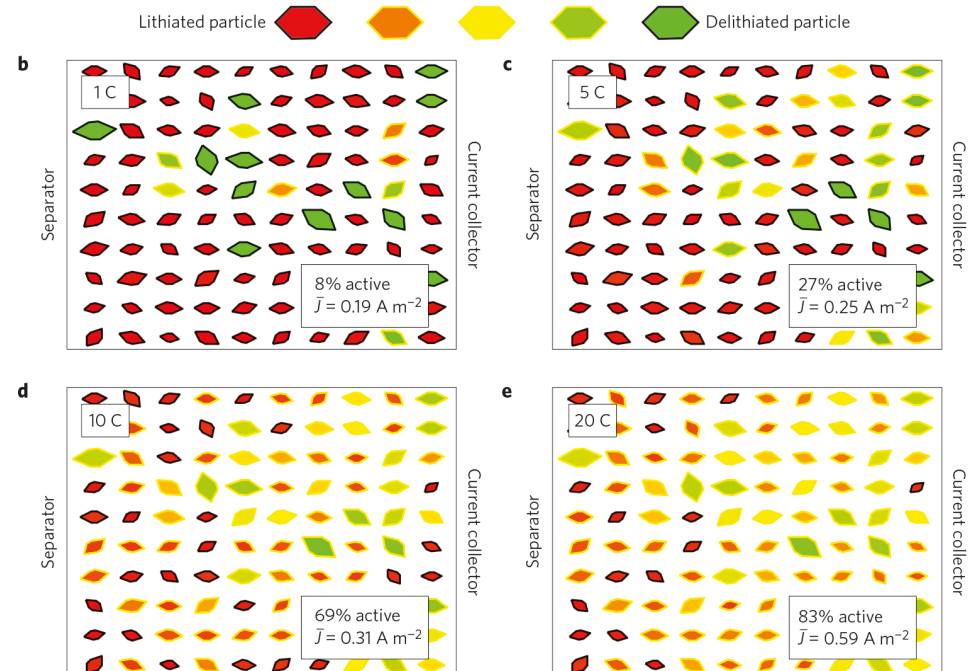 Lithiated particle Delithiated particle
b
1 C
Separator
Current collector
8% active
J̄ = 0.19 A m⁻²
c
5 C
Separator
Current collector
27% active
J̄ = 0.25 A m⁻²
d
10 C
Separator
Current collector
69% active
J̄ = 0.31 A m⁻²
e
20 C
Separator
Current collector
83% active
J̄ = 0.59 A m⁻²